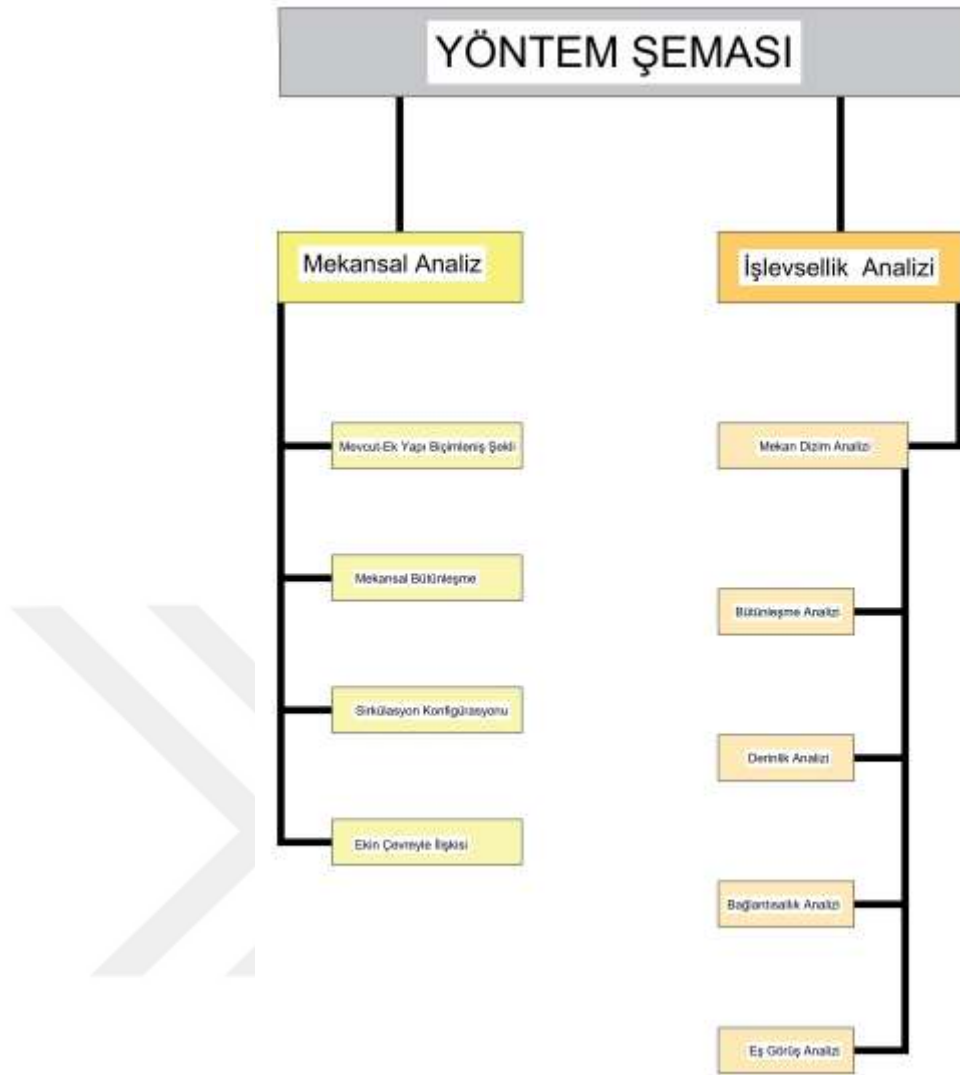 YÖNTEM ŞEMASI
Mekansal Analiz
Mevcut-Ek Yapı Biçimleniş Şekli
Mekansal Bütünleşme
Sirkülasyon Konfigürasyonu
Ekin Çevreyle İlişkisi
İşlevsellik Analizi
Mekan Dizim Analizi
Bütünleşme Analizi
Derinlik Analizi
Bağlantısallık Analizi
Eş Görüş Analizi